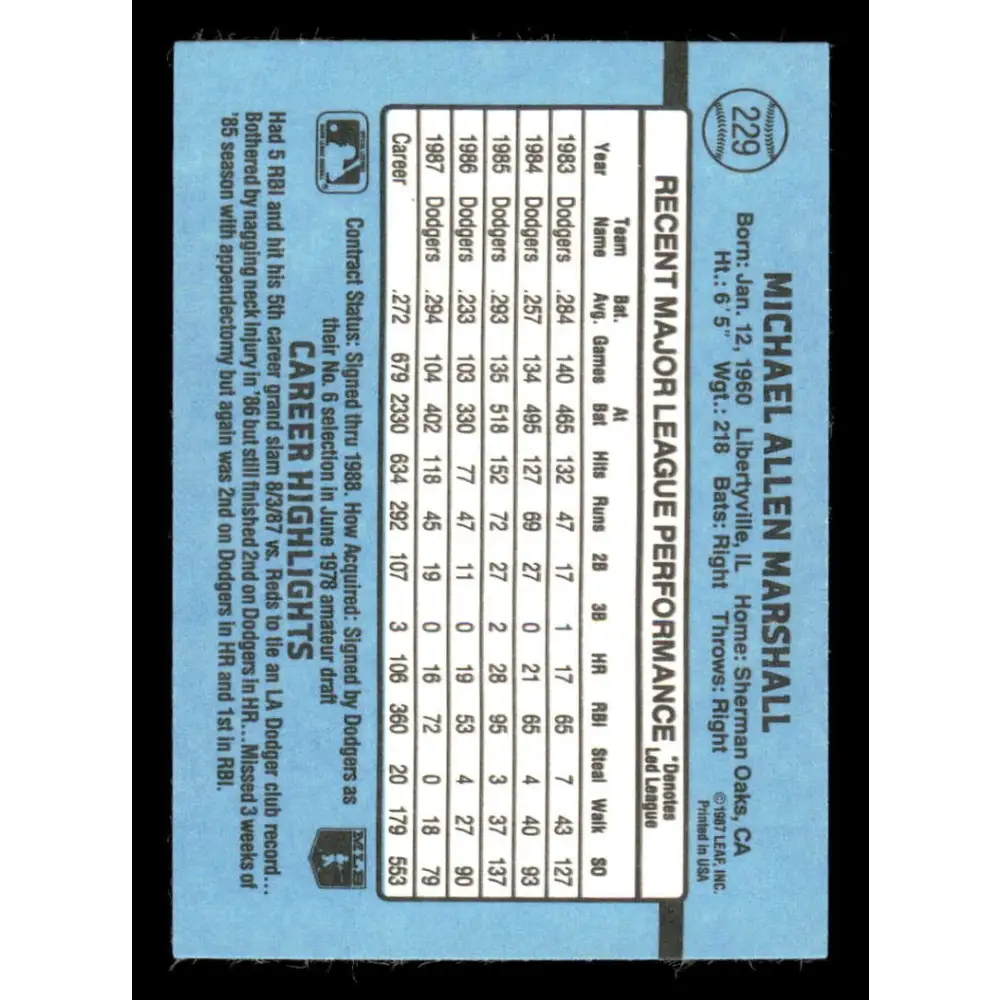 229
MICHAEL ALLEN MARSHALL
Born: Jan. 12, 1960 Libertyville, IL Home: Sherman Oaks, CA
Ht.: 6'5" Wgt.: 218 Bats: Right Throws: Right
©1987 LEAF, INC.
Printed in USA
RECENT MAJOR LEAGUE PERFORMANCE *Denotes Led League
Year Team Name Bat. Avg. Games At Bat Hits Runs 2B 3B HR RBI Steal Walk SO
1983 Dodgers .284 140 465 132 47 17 1 17 65 7 43 127
1984 Dodgers .257 134 495 127 69 27 0 21 65 4 40 93
1985 Dodgers .293 135 518 152 72 27 2 28 95 3 37 137
1986 Dodgers .233 103 330 77 47 11 0 19 53 4 27 90
1987 Dodgers .294 104 402 118 45 19 0 16 72 0 18 79
Career .272 679 2330 634 292 107 3 106 360 20 179 553
Contract Status: Signed thru 1988. How Acquired: Signed by Dodgers as
their No. 6 selection in June 1978 amateur draft
MLB
CAREER HIGHLIGHTS
Had 5 RBI and hit his 5th career grand slam 8/3/87 vs. Reds to tie an LA Dodger club record...
Bothered by nagging neck injury in '86 but still finished 2nd on Dodgers in HR...Missed 3 weeks of
'85 season with appendectomy but again was 2nd on Dodgers in HR and 1st in RBI.